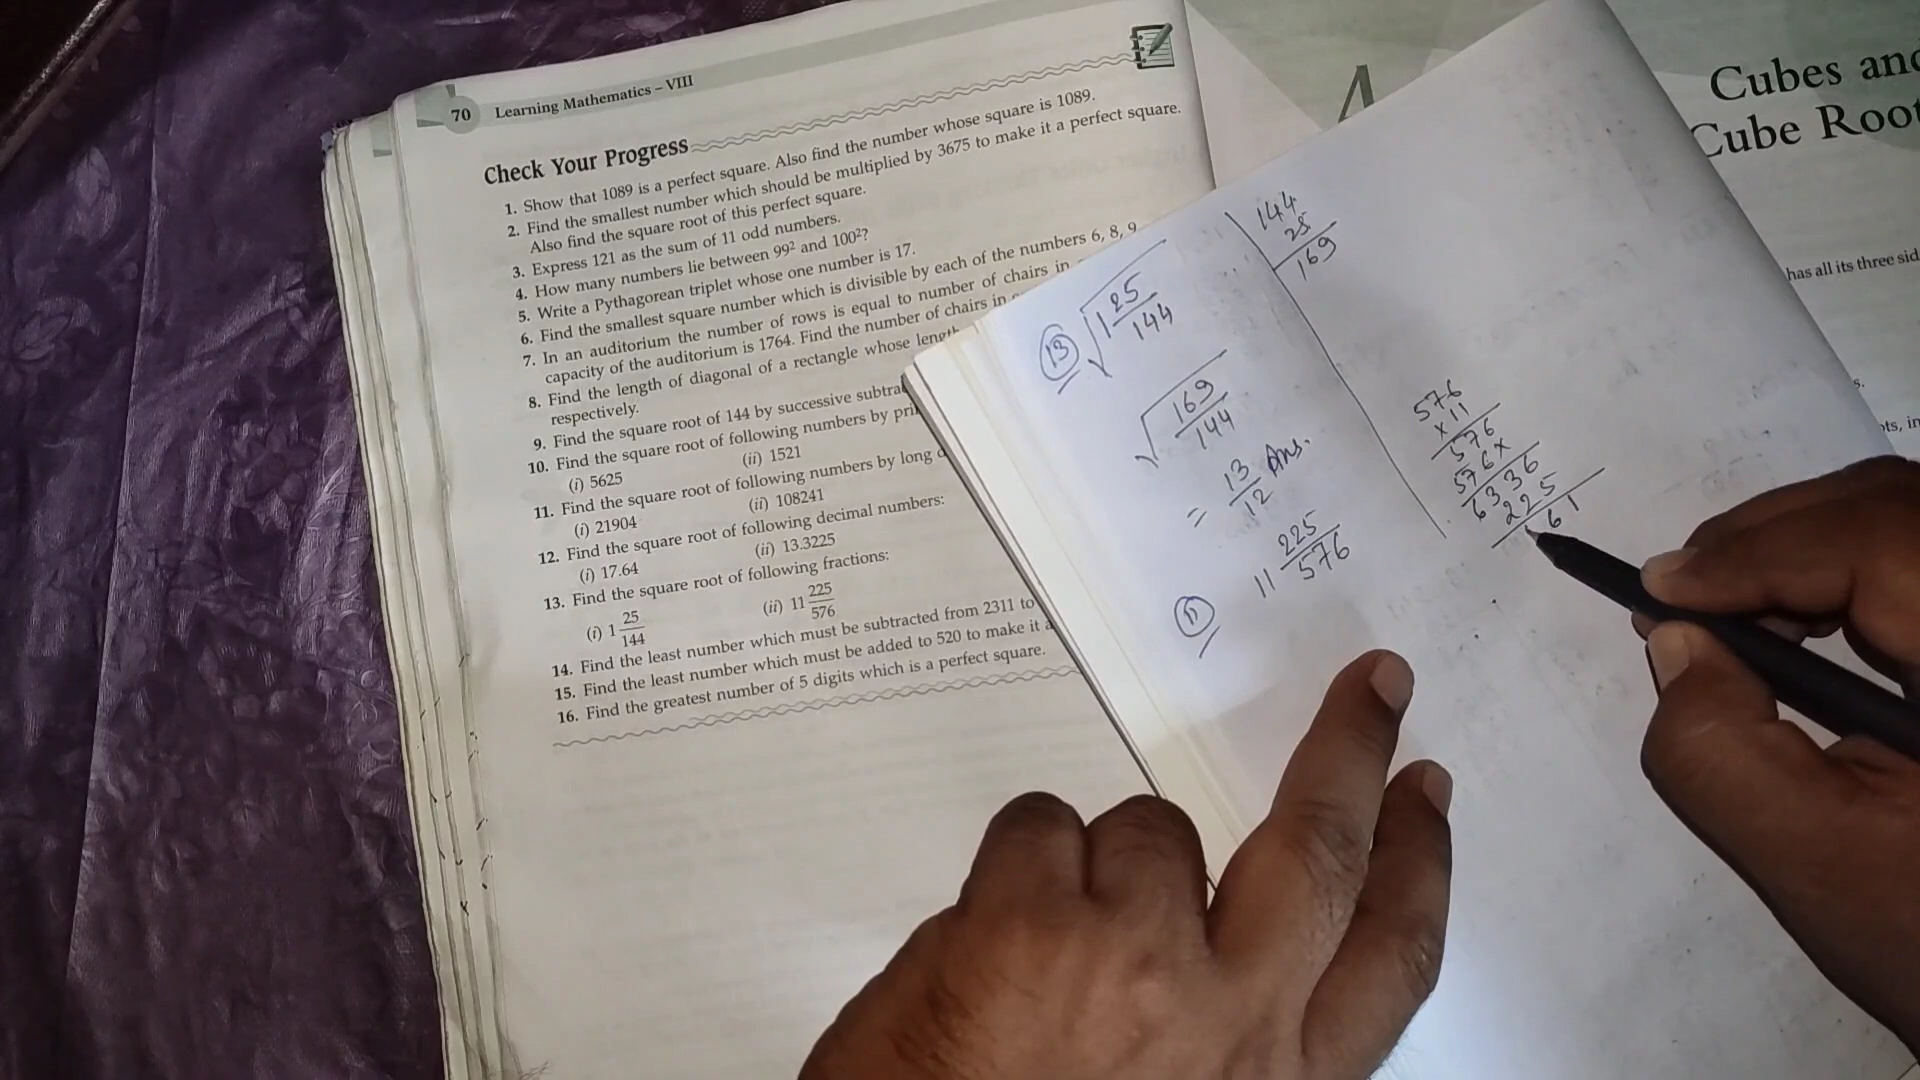 70 Learning Mathematics – VIII
Check Your Progress
1. Show that 1089 is a perfect square. Also find the number whose square is 1089.
2. Find the smallest number which should be multiplied by 3675 to make it a perfect square.
Also find the square root of this perfect square.
3. Express 121 as the sum of 11 odd numbers.
4. How many numbers lie between 99² and 100²?
5. Write a Pythagorean triplet whose one number is 17.
6. Find the smallest square number which is divisible by each of the numbers 6, 8, 9
7. In an auditorium the number of rows is equal to number of chairs in
capacity of the auditorium is 1764. Find the number of chairs in
8. Find the length of diagonal of a rectangle whose length
respectively.
9. Find the square root of 144 by successive subtrac
10. Find the square root of following numbers by pri
(i) 5625 (ii) 1521
11. Find the square root of following numbers by long d
(i) 21904 (ii) 108241
12. Find the square root of following decimal numbers:
(i) 17.64 (ii) 13.3225
13. Find the square root of following fractions:
(i) 1 25/144 (ii) 11 225/576
14. Find the least number which must be subtracted from 2311 to
15. Find the least number which must be added to 520 to make it a
16. Find the greatest number of 5 digits which is a perfect square.
13 √1 25/144
√169/144
= 13/12 Ans.
11 225/576
144
25
169
576
× 11
576
576×
6336
225
61
4
Cubes and
Cube Root
has all its three sid
s.
ots, in